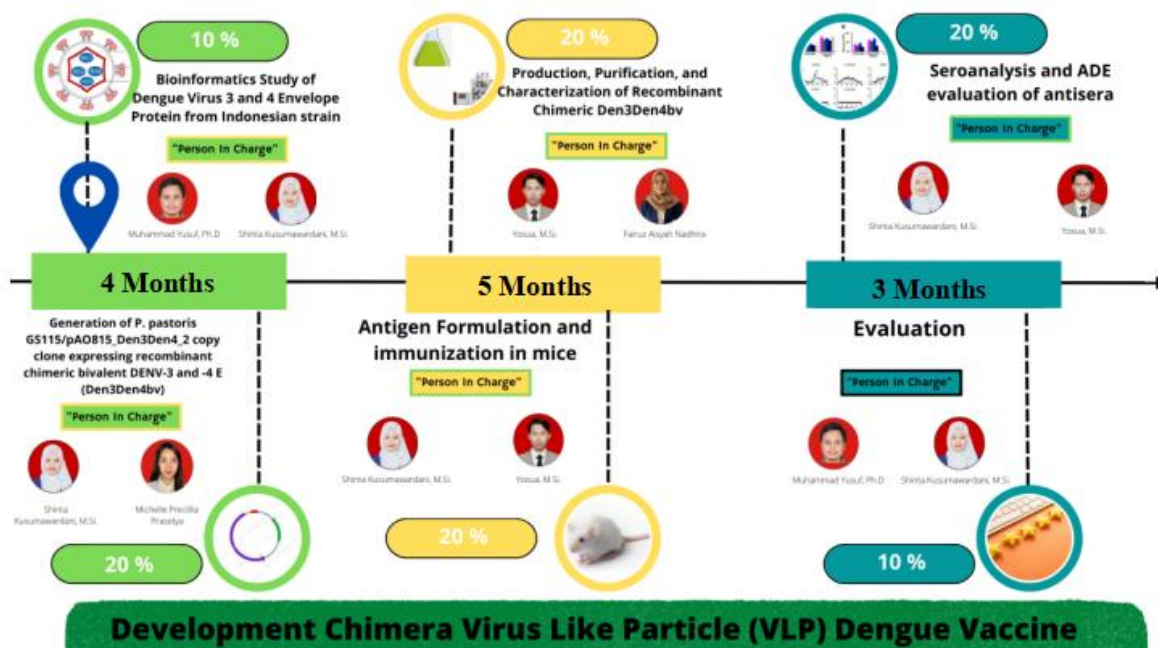 10 %
Bioinformatics Study of
Dengue Virus 3 and 4 Envelope
Protein from Indonesian strain
"Person In Charge"
Muhammad Yusuf, Ph.D
Shinta Kusumawardani, M.Si.
20 %
Production, Purification, and
Characterization of Recombinant
Chimeric Den3Den4bv
"Person In Charge"
Yosua, M.Si.
Fairuz Aisyah Nadhira
20 %
Seroanalysis and ADE
evaluation of antisera
"Person In Charge"
Shinta Kusumawardani, M.Si.
Yosua, M.Si.
4 Months
5 Months
3 Months
Generation of P. pastoris
GS115/pAO815_Den3Den4_2 copy
clone expressing recombinant
chimeric bivalent DENV-3 and -4 E
(Den3Den4bv)
"Person In Charge"
Shinta
Kusumawardani, M.Si.
Michelle Precillia
Prasetya
20 %
Antigen Formulation and
immunization in mice
"Person In Charge"
Shinta Kusumawardani, M.Si.
Yosua, M.Si.
20 %
Evaluation
"Person In Charge"
Muhammad Yusuf, Ph.D
Shinta Kusumawardani, M.Si.
10 %
Development Chimera Virus Like Particle (VLP) Dengue Vaccine